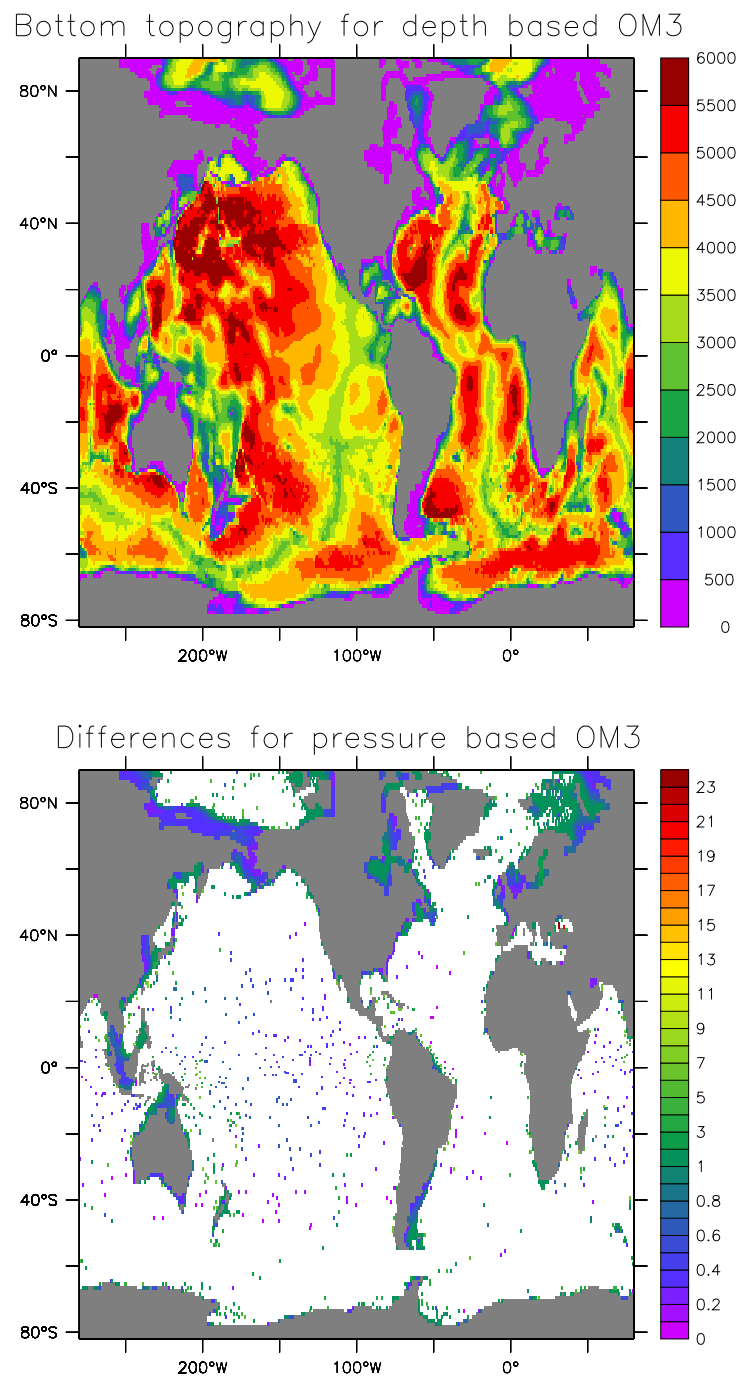 Bottom topography for depth based OM3
80°N
40°N
0°
40°S
80°S
200°W 100°W 0°
6000
5500
5000
4500
4000
3500
3000
2500
2000
1500
1000
500
0
Differences for pressure based OM3
80°N
40°N
0°
40°S
80°S
200°W 100°W 0°
23
21
19
17
15
13
11
9
7
5
3
1
0.8
0.6
0.4
0.2
0